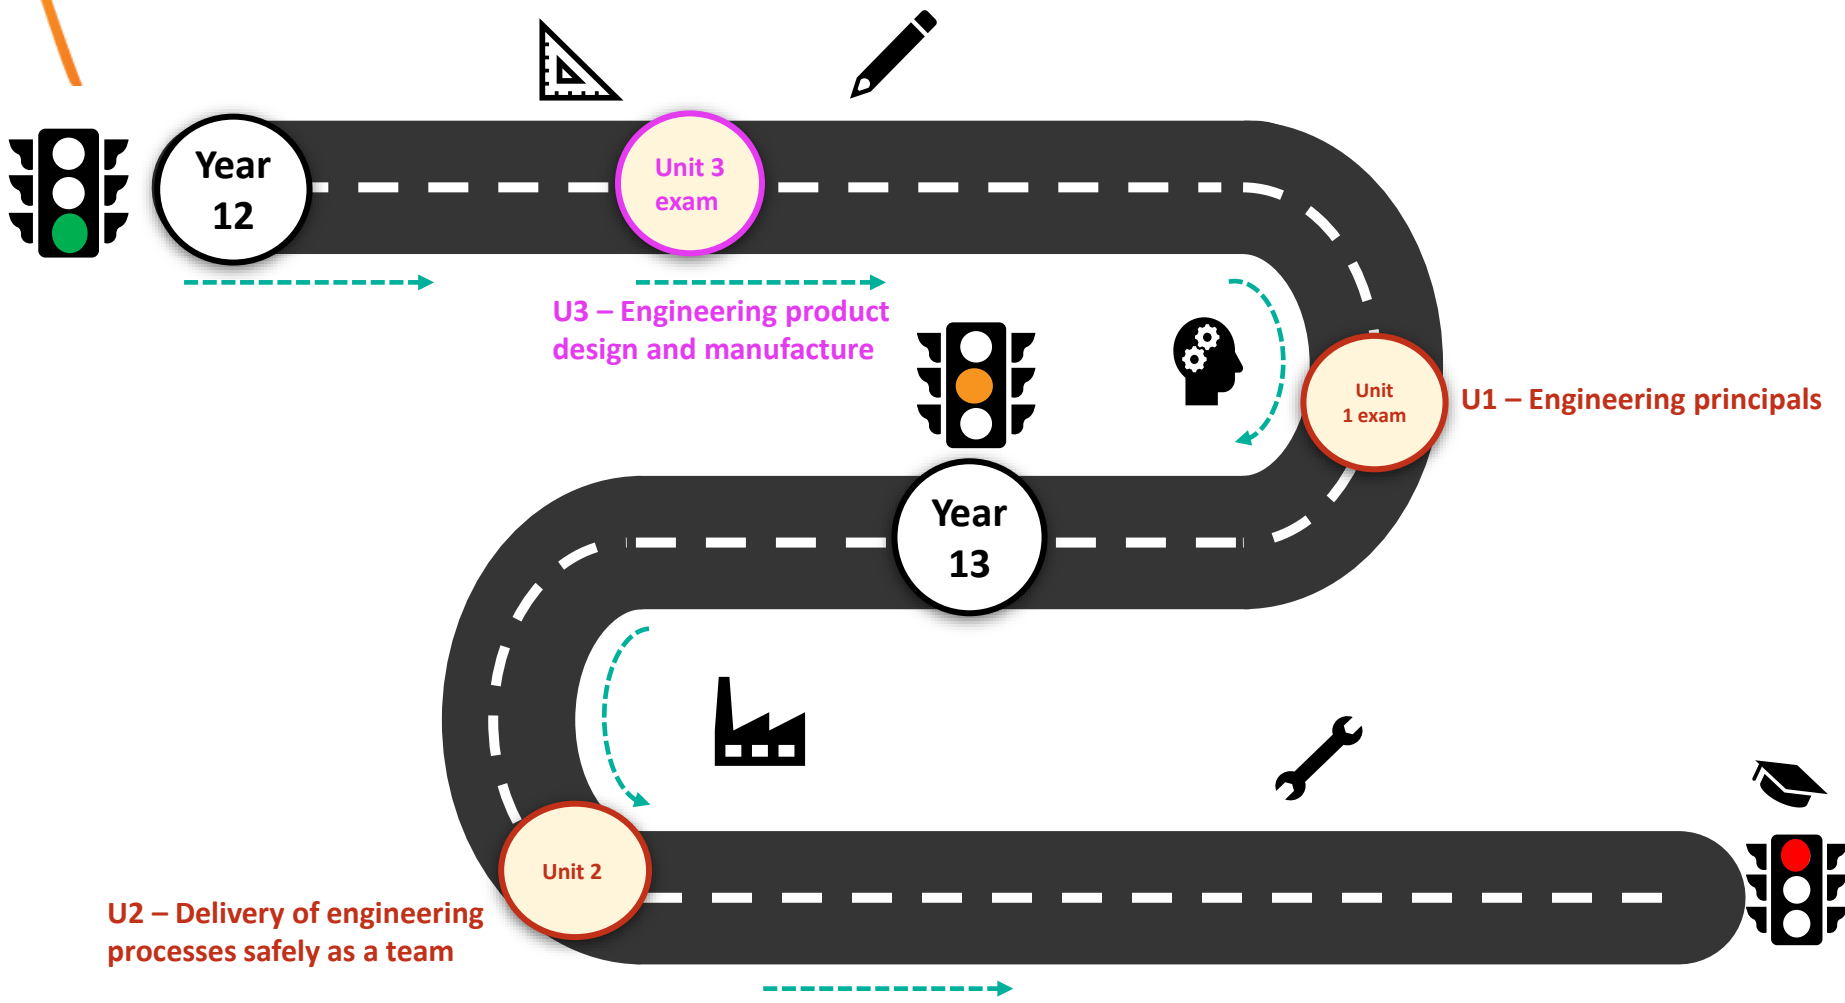 Year
12
Unit 3
exam
U3 – Engineering product
design and manufacture
Unit
1 exam
U1 – Engineering principals
Year
13
Unit 2
U2 – Delivery of engineering
processes safely as a team